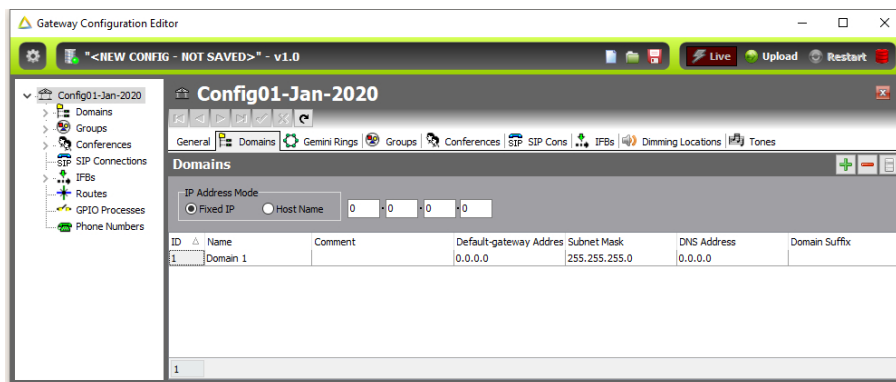 Gateway Configuration Editor
"<NEW CONFIG - NOT SAVED>" - v1.0
Live
Upload
Restart
Config01-Jan-2020
Domains
Groups
Conferences
SIP SIP Connections
IFBs
Routes
GPIO Processes
Phone Numbers
Config01-Jan-2020
General Domains Gemini Rings Groups Conferences SIP SIP Cons IFBs Dimming Locations Tones
Domains
IP Address Mode
Fixed IP Host Name 0 . 0 . 0 . 0
ID Name Comment Default-gateway Addres Subnet Mask DNS Address Domain Suffix
1 Domain 1 0.0.0.0 255.255.255.0 0.0.0.0
1